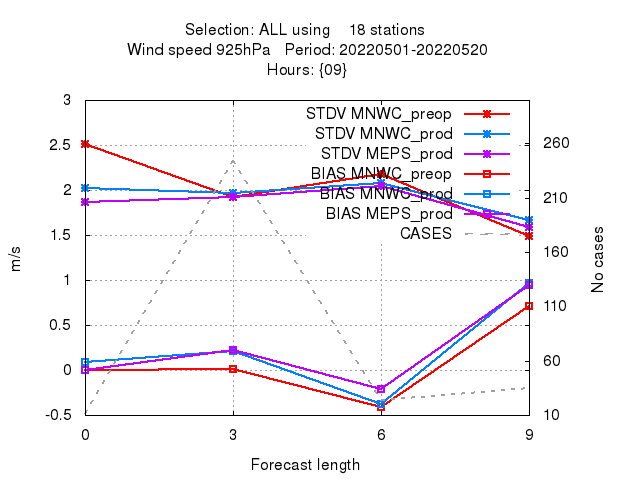 Selection: ALL using 18 stations
Wind speed 925hPa Period: 20220501-20220520
Hours: {09}
STDV MNWC_preop
STDV MNWC_prod
STDV MEPS_prod
BIAS MNWC_preop
BIAS MNWC_prod
BIAS MEPS_prod
CASES
3
2.5
2
1.5
1
0.5
0
-0.5
m/s
260
210
160
110
60
10
No cases
0 3 6 9
Forecast length